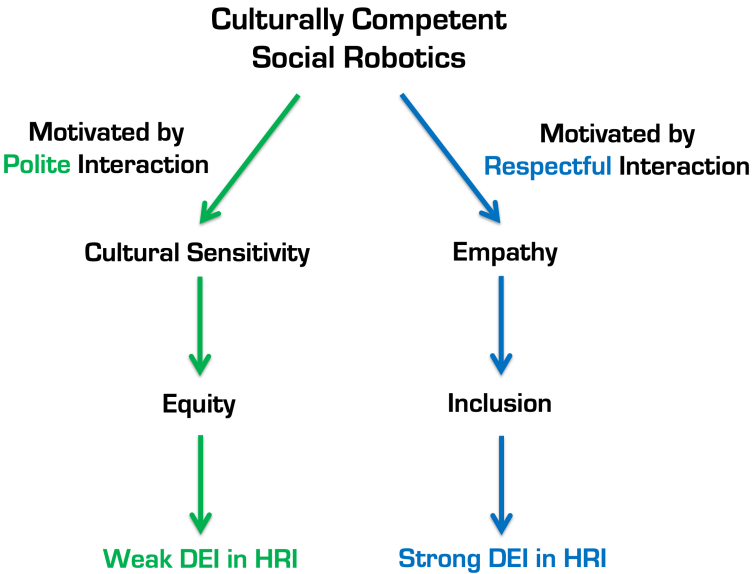 Culturally Competent
Social Robotics
Motivated by
Polite Interaction
Motivated by
Respectful Interaction
Cultural Sensitivity
Empathy
Equity
Inclusion
Weak DEI in HRI
Strong DEI in HRI